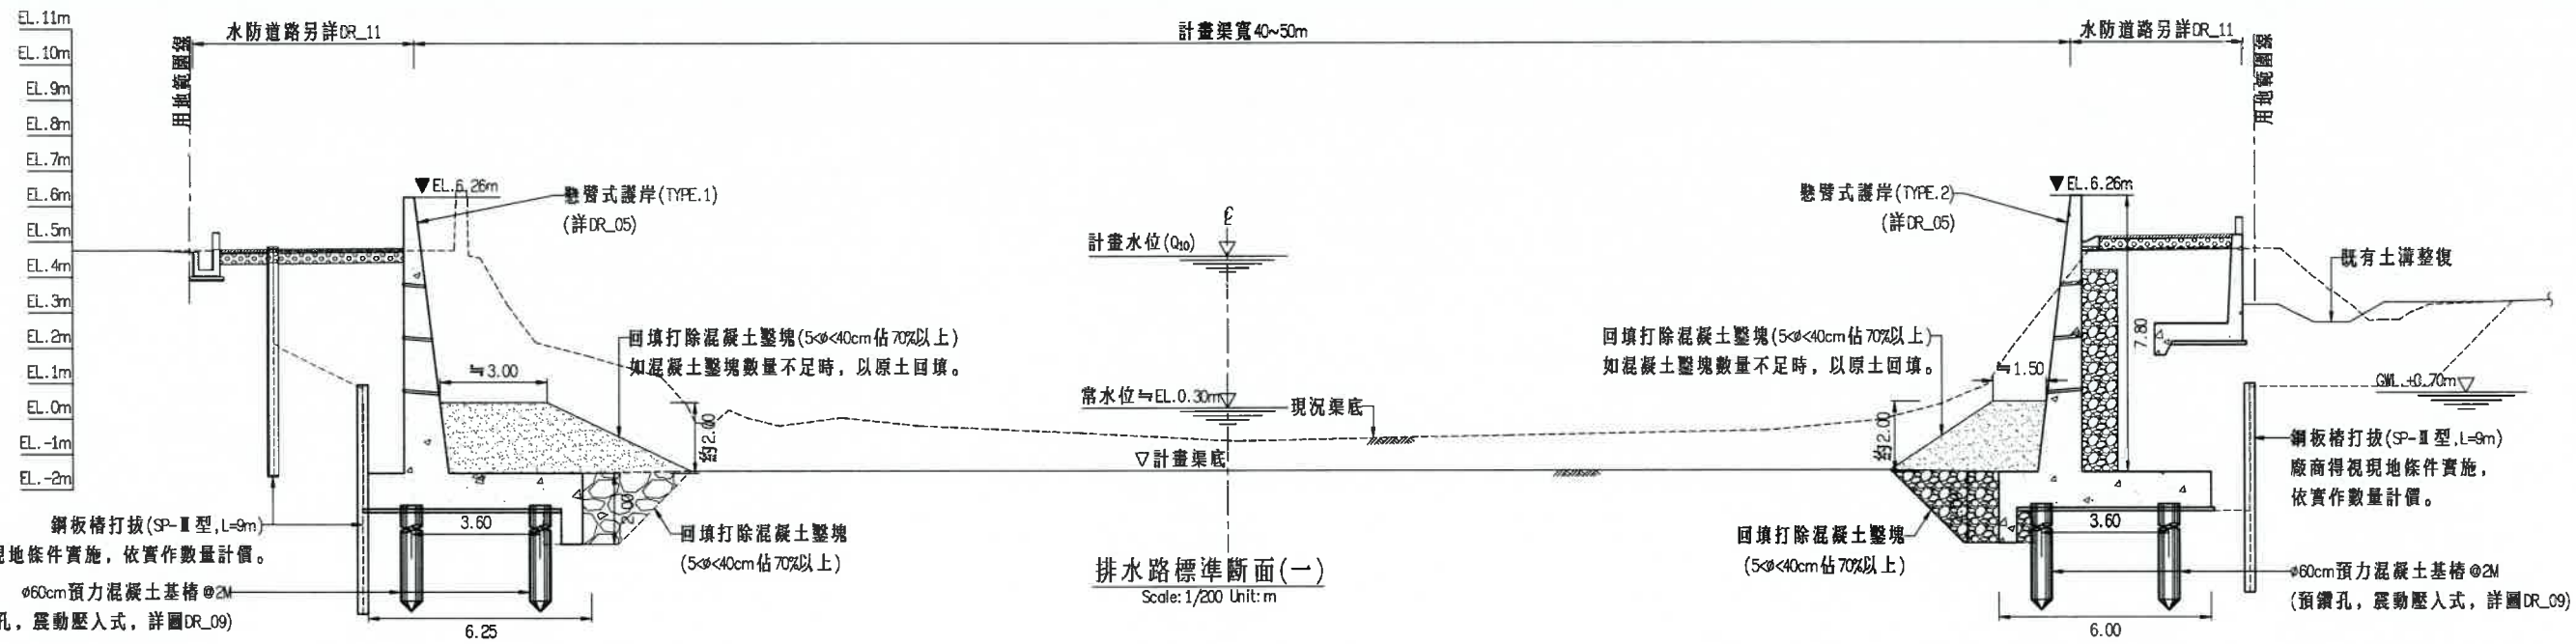 EL.11m
EL.10m
EL.9m
EL.8m
EL.7m
EL.6m
EL.5m
EL.4m
EL.3m
EL.2m
EL.1m
EL.0m
EL.-1m
EL.-2m
用地範圍線
水防道路另詳DR_11
計畫渠寬40~50m
水防道路另詳DR_11
用地範圍線
▼EL.6.26m
懸臂式護岸(TYPE.1)
(詳DR_05)
計畫水位(Q₁₀)
℄
懸臂式護岸(TYPE.2)
(詳DR_05)
▼EL.6.26m
既有土溝整復
7.80
回填打除混凝土鑿塊(5<ø<40cm佔70%以上)
如混凝土鑿塊數量不足時，以原土回填。
≒3.00
約2.00
常水位≒EL.0.30m
現況渠底
▽計畫渠底
回填打除混凝土鑿塊(5<ø<40cm佔70%以上)
如混凝土鑿塊數量不足時，以原土回填。
≒1.50
約2.00
GWL.+0.70m
鋼板樁打拔(SP-Ⅲ型,L=9m)
廠商得視現地條件實施，
依實作數量計價。
鋼板樁打拔(SP-Ⅲ型,L=9m)
現地條件實施，依實作數量計價。
ø60cm預力混凝土基樁@2M
孔，震動壓入式，詳圖DR_09)
3.60
2.00
6.25
回填打除混凝土鑿塊
(5<ø<40cm佔70%以上)
排水路標準斷面(一)
Scale:1/200 Unit:m
回填打除混凝土鑿塊
(5<ø<40cm佔70%以上)
3.60
6.00
ø60cm預力混凝土基樁@2M
(預鑽孔，震動壓入式，詳圖DR_09)